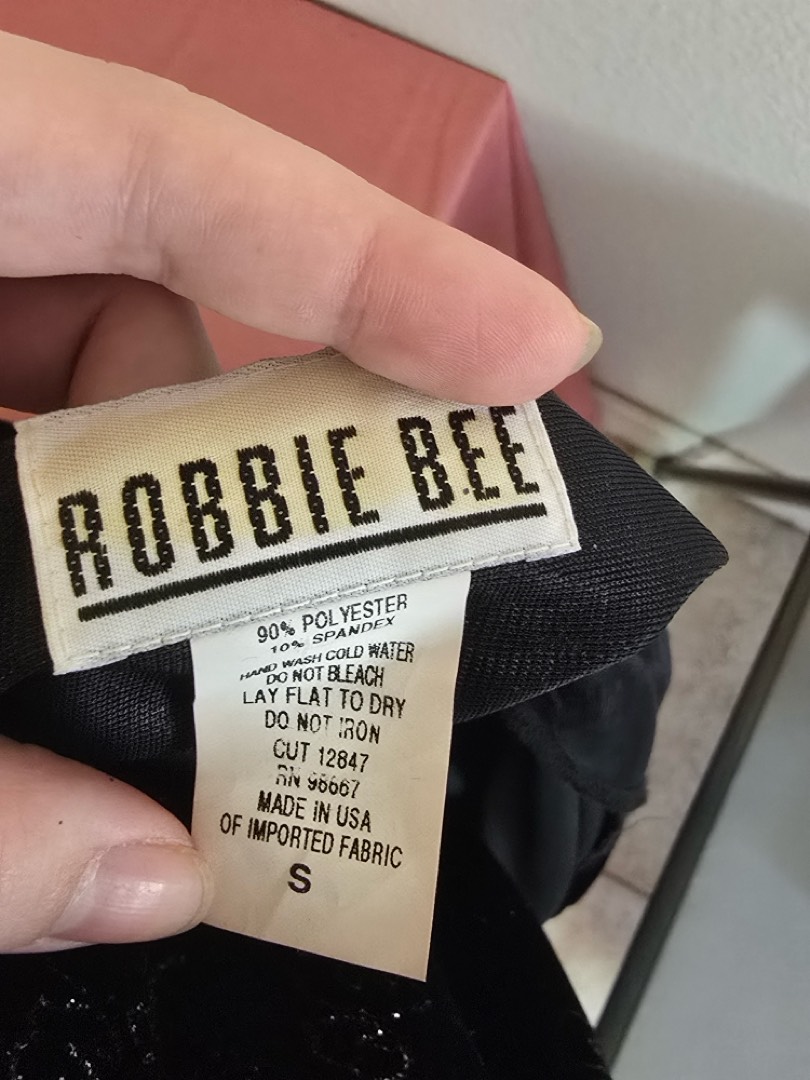 ROBBIE BEE
90% POLYESTER
10% SPANDEX
HAND WASH COLD WATER
DO NOT BLEACH
LAY FLAT TO DRY
DO NOT IRON
CUT 12847
RN 98667
MADE IN USA
OF IMPORTED FABRIC
S